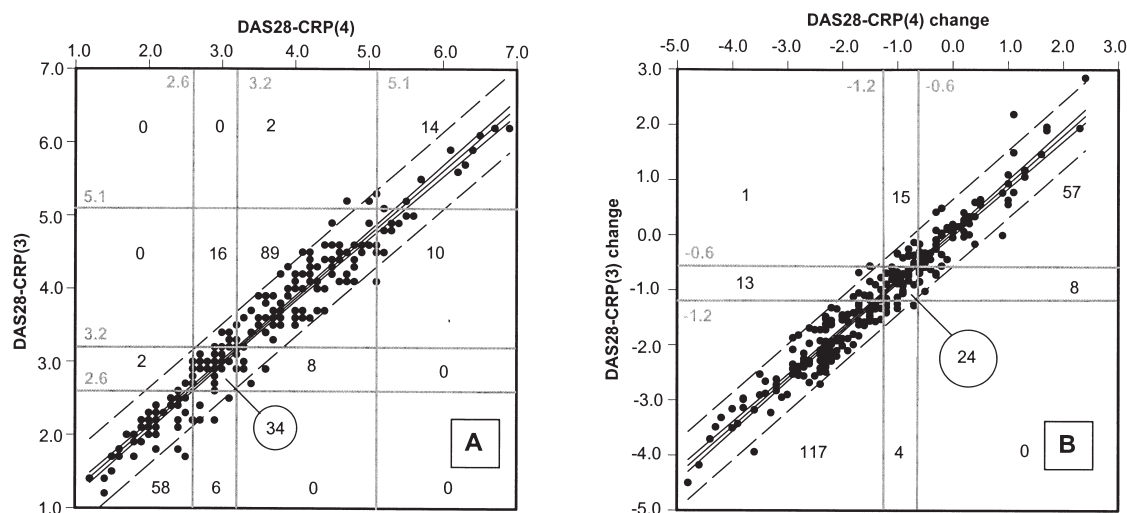 DAS28-CRP(4)
1.0 2.0 3.0 4.0 5.0 6.0 7.0
7.0
2.6 3.2 5.1
0 0 2 14
6.0
5.1
5.0
0 16 89 10
4.0
3.2
3.0
2 8 0
2.6
34
2.0
A
58 6 0 0
1.0
DAS28-CRP(3)
DAS28-CRP(4) change
-5.0 -4.0 -3.0 -2.0 -1.0 0.0 1.0 2.0 3.0
3.0
-1.2 -0.6
2.0
1.0
1 15 57
0.0
-0.6
13 8
-1.0
-1.2
24
-2.0
-3.0
117 4 0
B
-4.0
-5.0
DAS28-CRP(3) change